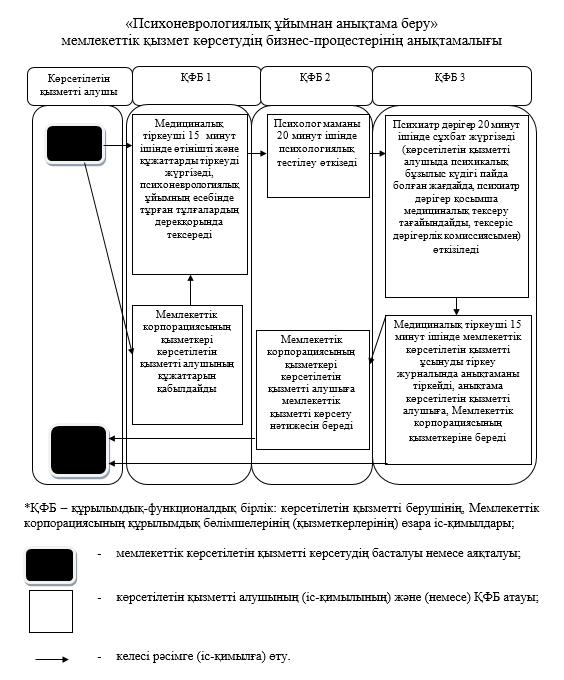 «Психоневрологиялық ұйымнан анықтама беру»
мемлекеттік қызмет көрсетудің бизнес-процестерінің анықтамалығы
Көрсетілетін
қызметті алушы
ҚФБ 1
ҚФБ 2
ҚФБ 3
Медициналық
тіркеуші 15 минут
ішінде өтінішті және
құжаттарды тіркеуді
жүргізеді,
психоневрологиялық
ұйымның есебінде
тұрған тұлғалардың
дерекқорында
тексереді
Психолог маманы
20 минут ішінде
психологиялық
тестілеу өткізеді
Психиатр дәрігер 20 минут
ішінде сұхбат жүргізеді
(көрсетілетін қызметті
алушыда психикалық
бұзылыс күдігі пайда
болған жағдайда, психиатр
дәрігер қосымша
медициналық тексеру
тағайындайды, тексеріс
дәрігерлік комиссиясымен)
өткізіледі
Мемлекеттік
корпорациясының
қызметкері
көрсетілетін
қызметті алушының
құжаттарын
қабылдайды
Мемлекеттік
корпорациясының
қызметкері
көрсетілетін
қызметті алушыға
мемлекеттік
қызметті көрсету
нәтижесін береді
Медициналық тіркеуші 15
минут ішінде мемлекеттік
көрсетілетін қызметті
ұсынуды тіркеу
журналында анықтаманы
тіркейді, анықтама
көрсетілетін қызметті
алушыға, Мемлекеттік
корпорациясының
қызметкеріне береді
*ҚФБ – құрылымдық-функционалдық бірлік: көрсетілетін қызметті берушінің, Мемлекеттік
корпорациясының құрылымдық бөлімшелерінің (қызметкерлерінің) өзара іс-қимылдары;
- мемлекеттік көрсетілетін қызметті көрсетудің басталуы немесе аяқталуы;
- көрсетілетін қызметті алушының (іс-қимылының) және (немесе) ҚФБ атауы;
- келесі рәсімге (іс-қимылға) өту.